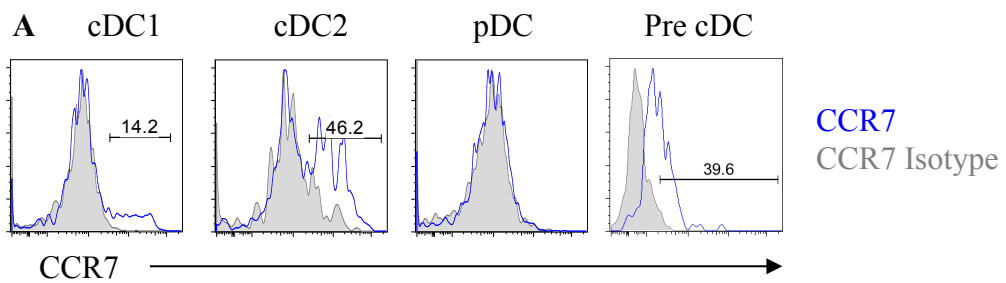 A cDC1 cDC2 pDC Pre cDC
14.2
46.2
39.6
CCR7
CCR7 Isotype
CCR7